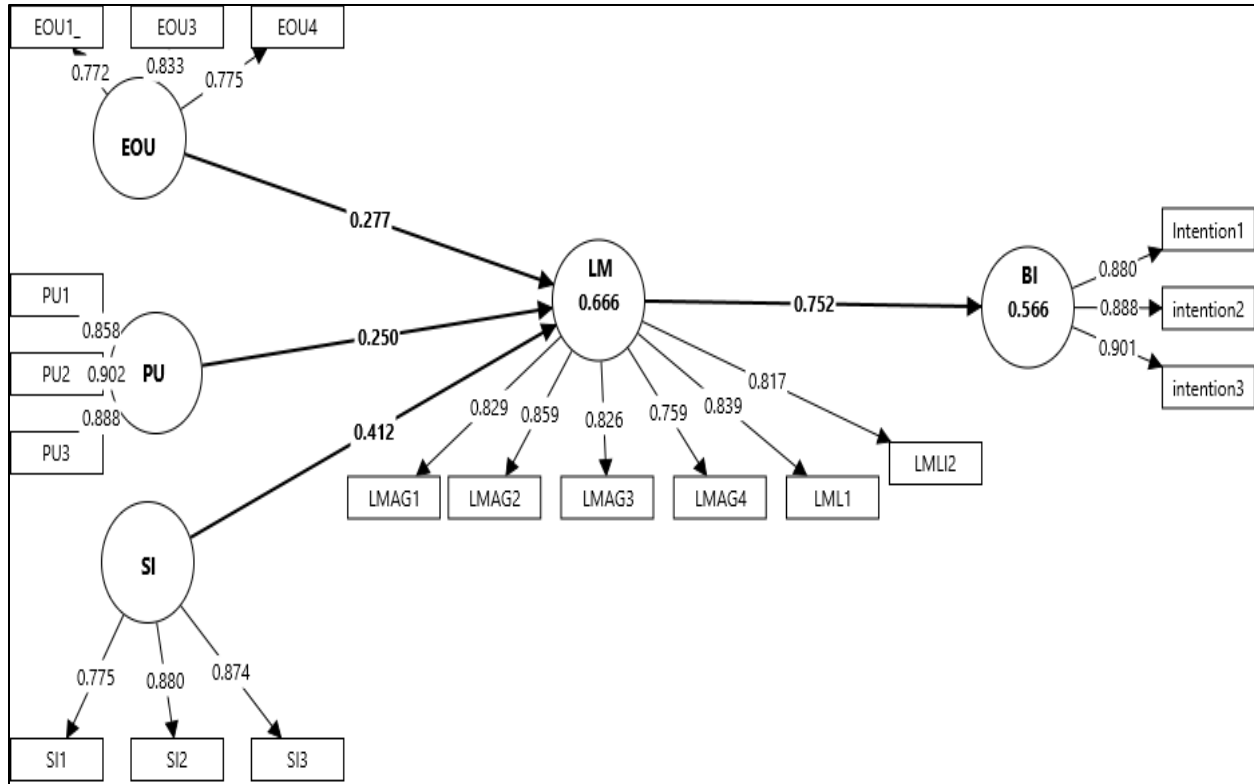 EOU1_ EOU3 EOU4
0.772 0.833 0.775
EOU
0.277
PU1
PU2
PU3
0.858
0.902
0.888
PU
0.250
SI
0.412
0.775 0.880 0.874
SI1 SI2 SI3
LM
0.666
0.829 0.859 0.826 0.759 0.839 0.817
LMAG1 LMAG2 LMAG3 LMAG4 LML1 LMLI2
0.752
BI
0.566
0.880
0.888
0.901
Intention1
intention2
intention3